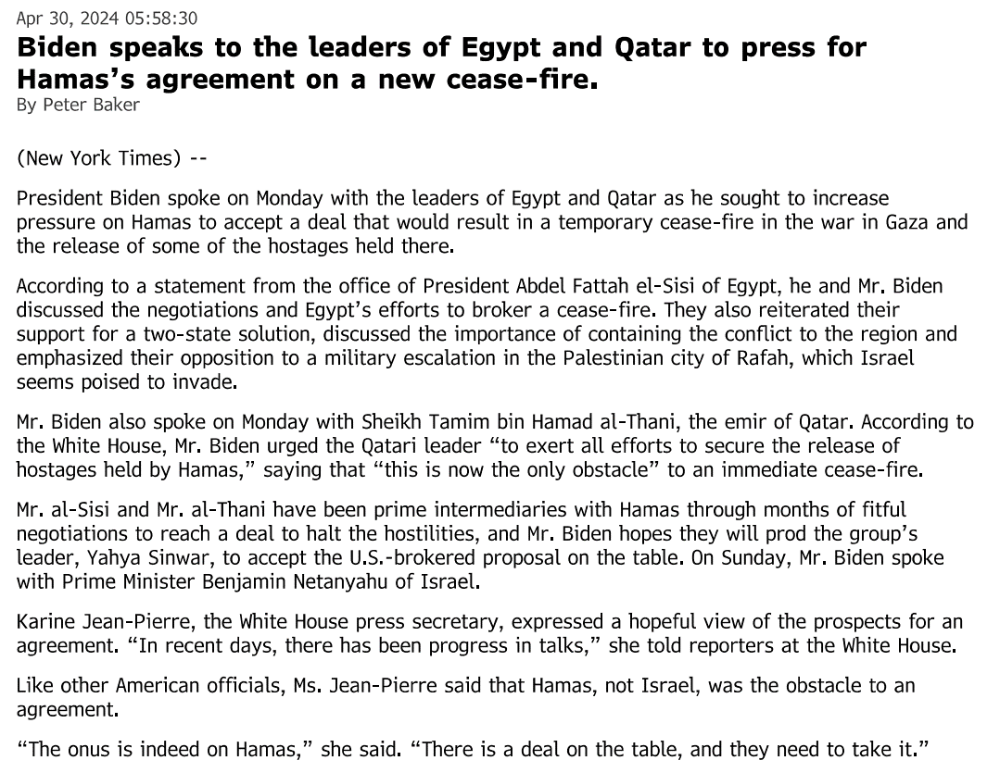 Apr 30, 2024 05:58:30
Biden speaks to the leaders of Egypt and Qatar to press for
Hamas’s agreement on a new cease-fire.
By Peter Baker
(New York Times) --
President Biden spoke on Monday with the leaders of Egypt and Qatar as he sought to increase
pressure on Hamas to accept a deal that would result in a temporary cease-fire in the war in Gaza and
the release of some of the hostages held there.
According to a statement from the office of President Abdel Fattah el-Sisi of Egypt, he and Mr. Biden
discussed the negotiations and Egypt’s efforts to broker a cease-fire. They also reiterated their
support for a two-state solution, discussed the importance of containing the conflict to the region and
emphasized their opposition to a military escalation in the Palestinian city of Rafah, which Israel
seems poised to invade.
Mr. Biden also spoke on Monday with Sheikh Tamim bin Hamad al-Thani, the emir of Qatar. According to
the White House, Mr. Biden urged the Qatari leader “to exert all efforts to secure the release of
hostages held by Hamas,” saying that “this is now the only obstacle” to an immediate cease-fire.
Mr. al-Sisi and Mr. al-Thani have been prime intermediaries with Hamas through months of fitful
negotiations to reach a deal to halt the hostilities, and Mr. Biden hopes they will prod the group’s
leader, Yahya Sinwar, to accept the U.S.-brokered proposal on the table. On Sunday, Mr. Biden spoke
with Prime Minister Benjamin Netanyahu of Israel.
Karine Jean-Pierre, the White House press secretary, expressed a hopeful view of the prospects for an
agreement. “In recent days, there has been progress in talks,” she told reporters at the White House.
Like other American officials, Ms. Jean-Pierre said that Hamas, not Israel, was the obstacle to an
agreement.
“The onus is indeed on Hamas,” she said. “There is a deal on the table, and they need to take it.”